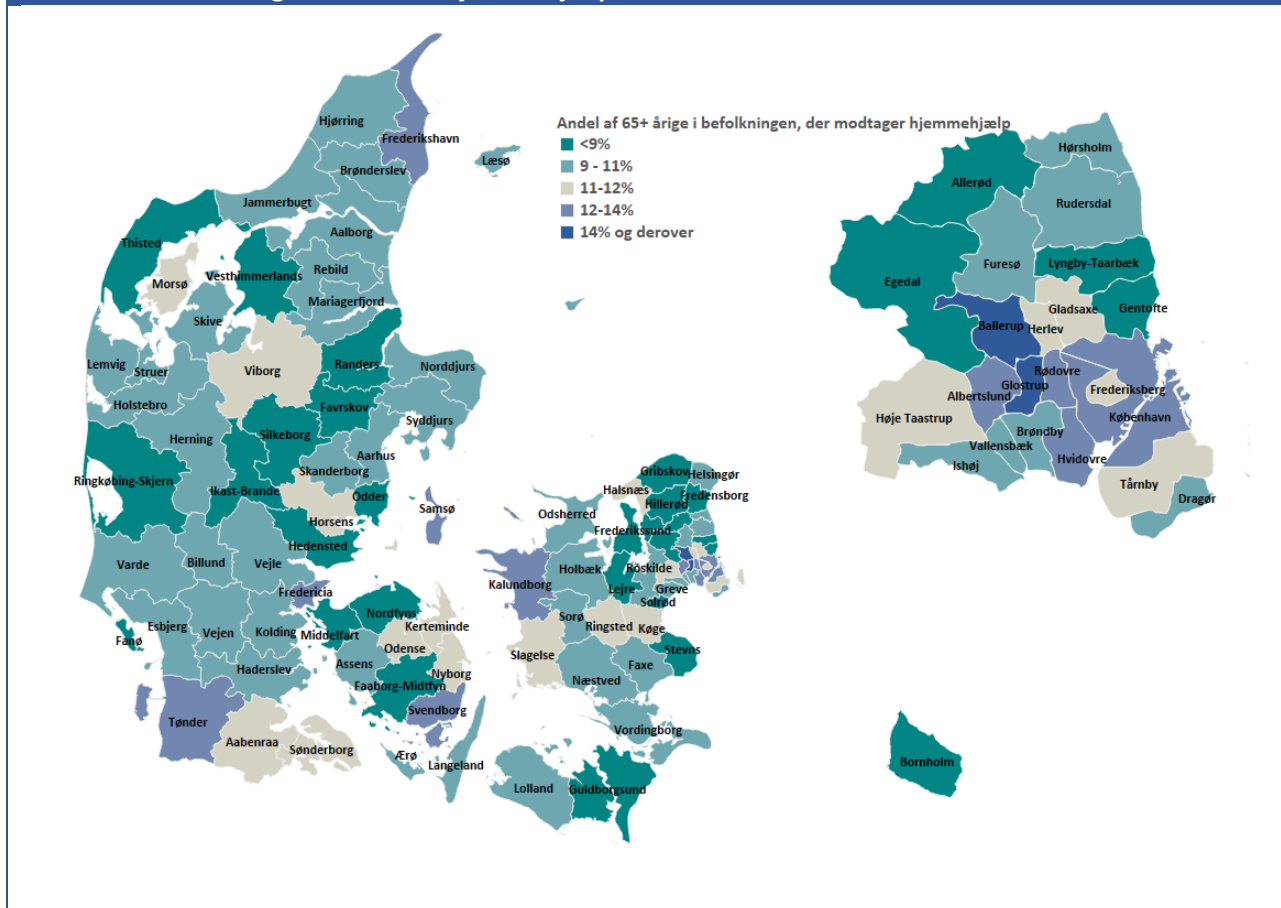 Andel af 65+ årige i befolkningen, der modtager hjemmehjælp
<9%
9 - 11%
11-12%
12-14%
14% og derover
Hjørring
Frederikshavn
Læsø
Brønderslev
Jammerbugt
Aalborg
Thisted
Vesthimmerlands
Rebild
Morsø
Mariagerfjord
Skive
Lemvig
Struer
Viborg
Randers
Norddjurs
Holstebro
Favrskov
Syddjurs
Herning
Silkeborg
Aarhus
Skanderborg
Ringkøbing-Skjern
Ikast-Brande
Odder
Samsø
Horsens
Hedensted
Varde
Billund
Vejle
Fredericia
Esbjerg
Vejen
Kolding
Fanø
Haderslev
Tønder
Aabenraa
Sønderborg
Nordfyns
Middelfart
Kerteminde
Odense
Assens
Nyborg
Faaborg-Midtfyn
Svendborg
Ærø
Langeland
Gribskov
Helsingør
Halsnæs
Hillerød
Fredensborg
Odsherred
Frederikssund
Kalundborg
Holbæk
Roskilde
Lejre
Greve
Solrød
Sorø
Ringsted
Køge
Slagelse
Stevns
Faxe
Næstved
Vordingborg
Lolland
Guldborgsund
Hørsholm
Allerød
Rudersdal
Furesø
Lyngby-Taarbæk
Egedal
Gladsaxe
Gentofte
Ballerup
Herlev
Rødovre
Glostrup
Frederiksberg
Albertslund
Høje Taastrup
København
Brøndby
Vallensbæk
Hvidovre
Ishøj
Tårnby
Dragør
Bornholm